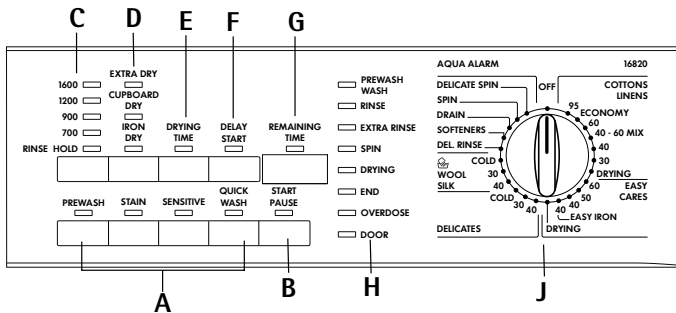 C
D
E
F
G
EXTRA DRY
1600
CUPBOARD
DRY
1200
900
IRON
DRY
700
RINSE HOLD
DRYING
TIME
DELAY
START
REMAINING
TIME
PREWASH
STAIN
SENSITIVE
QUICK
WASH
START
PAUSE
A
B
PREWASH
WASH
RINSE
EXTRA RINSE
SPIN
DRYING
END
OVERDOSE
DOOR
H
AQUA ALARM
16820
OFF
DELICATE SPIN
SPIN
DRAIN
SOFTENERS
DEL. RINSE
COLD
30
40
WOOL
SILK
COLD
30
40
DELICATES
COTTONS
LINENS
95
ECONOMY
60
40 - 60 MIX
40
30
DRYING
60
EASY
CARES
50
40
EASY IRON
40
DRYING
J